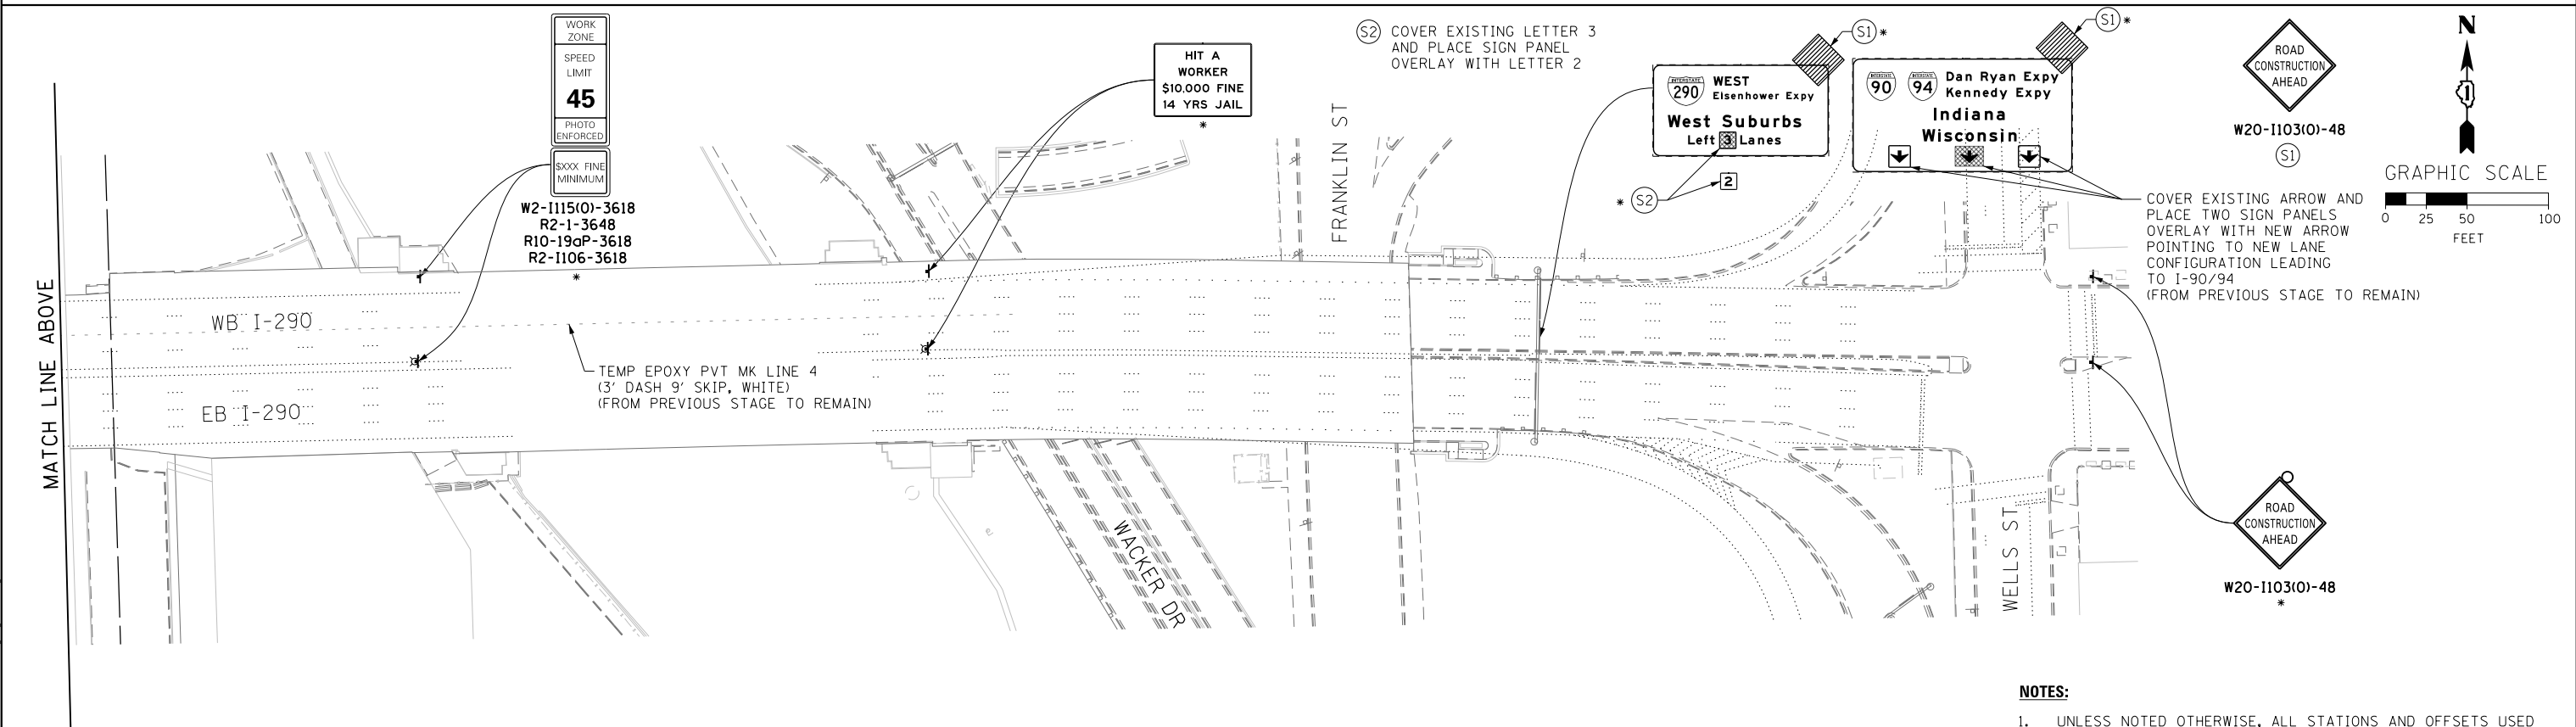 WORK
ZONE
SPEED
LIMIT
45
PHOTO
ENFORCED
$XXX FINE
MINIMUM
W2-I115(O)-3618
R2-1-3648
R10-19aP-3618
R2-I106-3618
*
HIT A
WORKER
$10,000 FINE
14 YRS JAIL
*
S2 COVER EXISTING LETTER 3
AND PLACE SIGN PANEL
OVERLAY WITH LETTER 2
S1 *
INTERSTATE
290
WEST
Eisenhower Expy
West Suburbs
Left 3 Lanes
2
* S2
S1 *
INTERSTATE
90
INTERSTATE
94
Dan Ryan Expy
Kennedy Expy
Indiana
Wisconsin
COVER EXISTING ARROW AND
PLACE TWO SIGN PANELS
OVERLAY WITH NEW ARROW
POINTING TO NEW LANE
CONFIGURATION LEADING
TO I-90/94
(FROM PREVIOUS STAGE TO REMAIN)
ROAD
CONSTRUCTION
AHEAD
W20-I103(O)-48
S1
N
1
GRAPHIC SCALE
0 25 50 100
FEET
MATCH LINE ABOVE
WB I-290
EB I-290
TEMP EPOXY PVT MK LINE 4
(3' DASH 9' SKIP, WHITE)
(FROM PREVIOUS STAGE TO REMAIN)
FRANKLIN ST
WACKER DR
WELLS ST
ROAD
CONSTRUCTION
AHEAD
W20-I103(O)-48
*
NOTES:
1. UNLESS NOTED OTHERWISE, ALL STATIONS AND OFFSETS USED